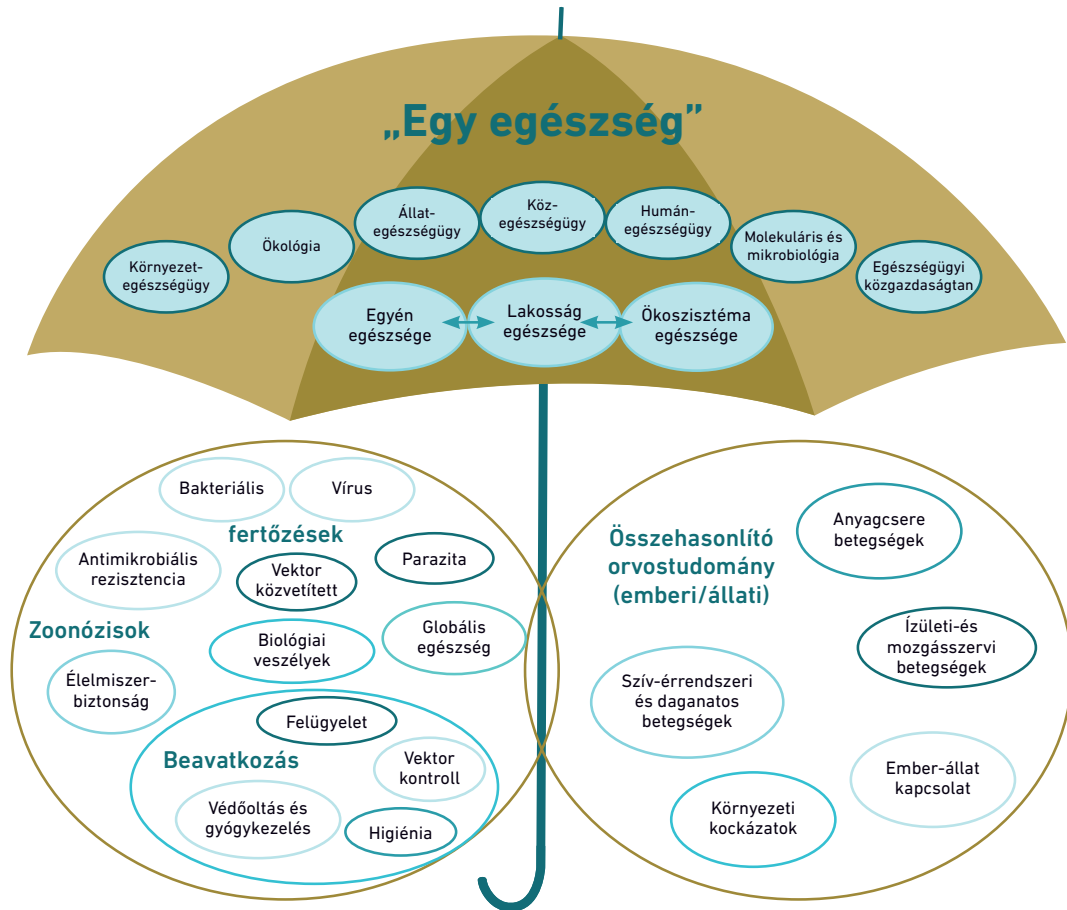 „Egy egészség”
Környezet-
egészségügy
Ökológia
Állat-
egészségügy
Köz-
egészségügy
Humán-
egészségügy
Molekuláris és
mikrobiológia
Egészségügyi
közgazdaságtan
Egyén
egészsége
Lakosság
egészsége
Ökoszisztéma
egészsége
Bakteriális
Vírus
fertőzések
Antimikrobiális
rezisztencia
Vektor
közvetített
Parazita
Zoonózisok
Biológiai
veszélyek
Globális
egészség
Élelmiszer-
biztonság
Felügyelet
Beavatkozás
Vektor
kontroll
Védőoltás és
gyógykezelés
Higiénia
Összehasonlító
orvostudomány
(emberi/állati)
Anyagcsere
betegségek
Ízületi-és
mozgásszervi
betegségek
Szív-érrendszeri
és daganatos
betegségek
Ember-állat
kapcsolat
Környezeti
kockázatok